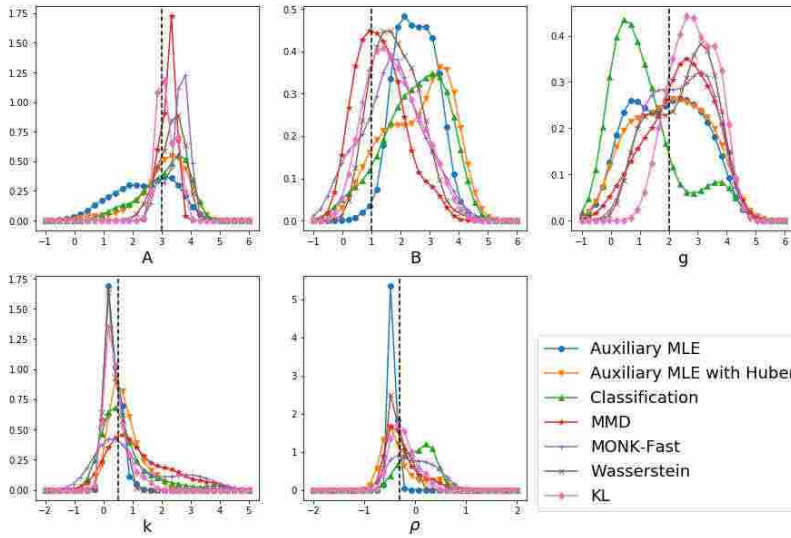 1.75
1.50
1.25
1.00
0.75
0.50
0.25
0.00
-1 0 1 2 3 4 5 6
A
0.5
0.4
0.3
0.2
0.1
0.0
-1 0 1 2 3 4 5 6
B
0.4
0.3
0.2
0.1
0.0
-1 0 1 2 3 4 5 6
g
1.75
1.50
1.25
1.00
0.75
0.50
0.25
0.00
-2 -1 0 1 2 3 4 5
k
5
4
3
2
1
0
-2 -1 0 1 2
ρ
Auxiliary MLE
Auxiliary MLE with Huber
Classification
MMD
MONK-Fast
Wasserstein
KL